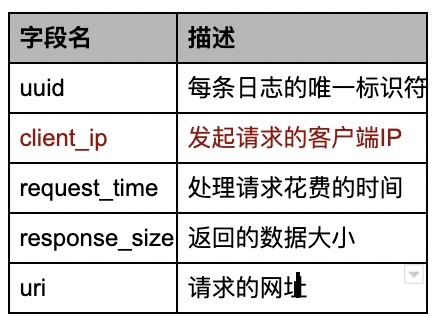 字段名 描述
uuid 每条日志的唯一标识符
client_ip 发起请求的客户端IP
request_time 处理请求花费的时间
response_size 返回的数据大小
uri 请求的网址